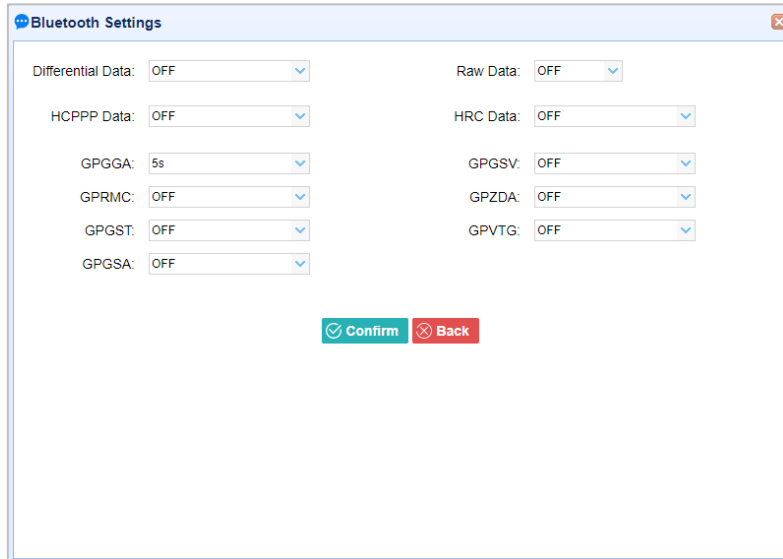 Bluetooth Settings
Differential Data: OFF Raw Data: OFF
HCPPP Data: OFF HRC Data: OFF
GPGGA: 5s GPGSV: OFF
GPRMC: OFF GPZDA: OFF
GPGST: OFF GPVTG: OFF
GPGSA: OFF
Confirm Back